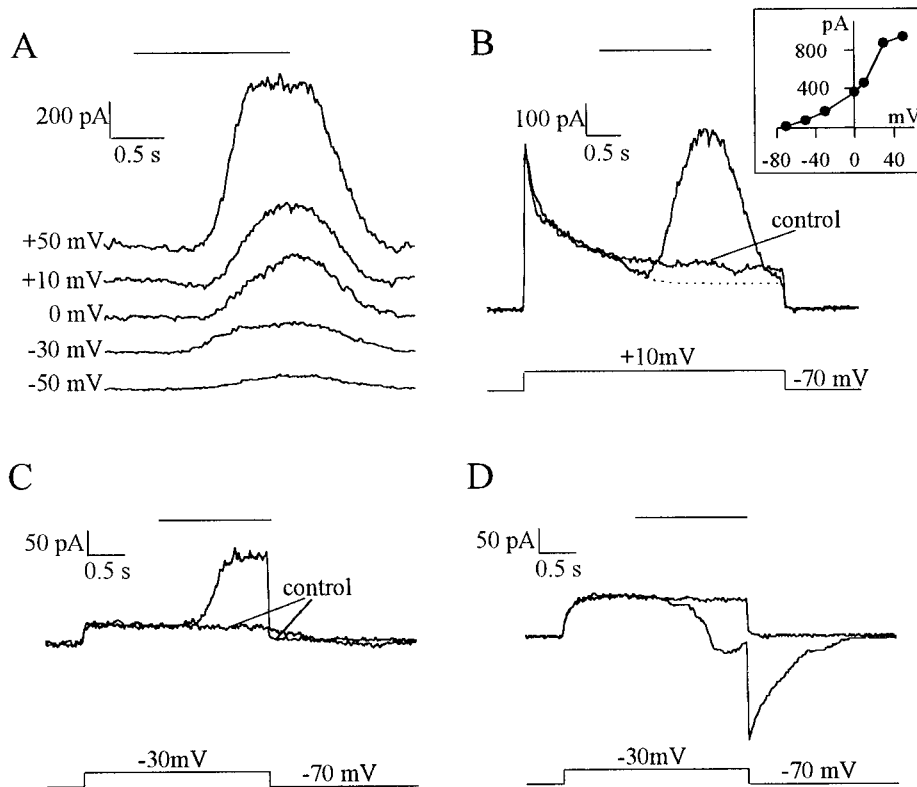 A
200 pA
0.5 s
+50 mV
+10 mV
0 mV
-30 mV
-50 mV
B
100 pA
0.5 s
control
+10mV
-70 mV
pA
800
400
mV
-80 -40 0 40
C
50 pA
0.5 s
control
-30mV
-70 mV
D
50 pA
0.5 s
-30mV
-70 mV